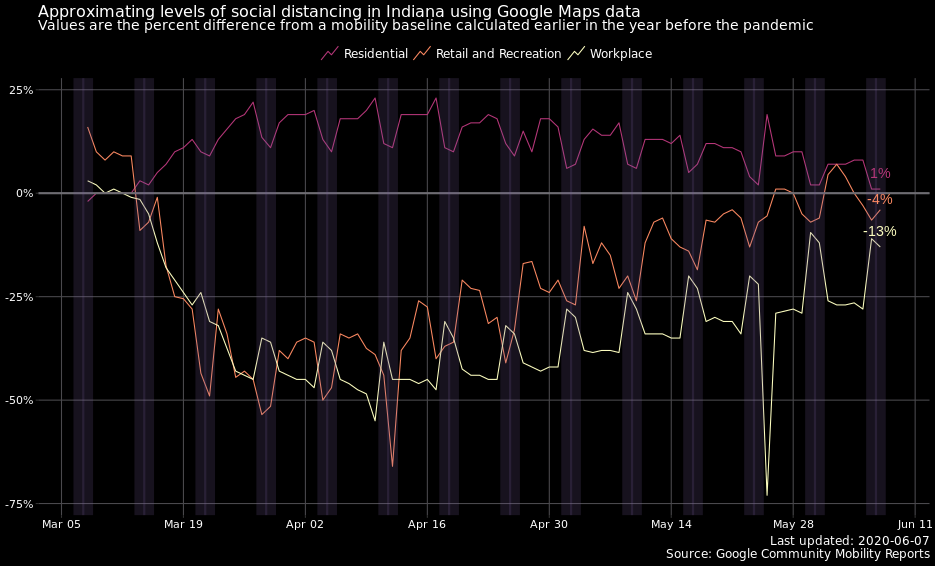 Approximating levels of social distancing in Indiana using Google Maps data
Values are the percent difference from a mobility baseline calculated earlier in the year before the pandemic
Residential Retail and Recreation Workplace
25%
0%
-25%
-50%
-75%
1%
-4%
-13%
Mar 05 Mar 19 Apr 02 Apr 16 Apr 30 May 14 May 28 Jun 11
Last updated: 2020-06-07
Source: Google Community Mobility Reports